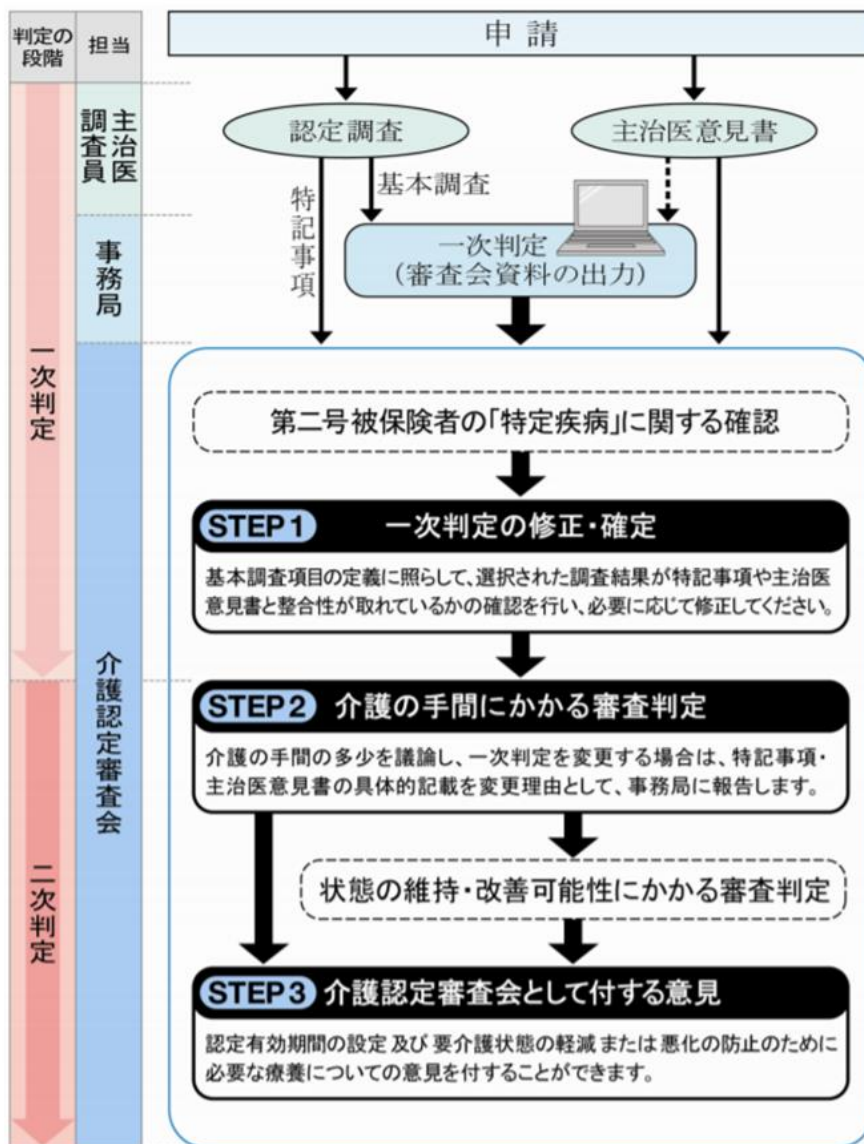 判定の
段階
担当
申請
主治医
調査員
認定調査
主治医意見書
基本調査
特記事項
事務局
一次判定
（審査会資料の出力）
一次判定
第二号被保険者の「特定疾病」に関する確認
STEP1 一次判定の修正・確定
基本調査項目の定義に照らして、選択された調査結果が特記事項や主治医
意見書と整合性が取れているかの確認を行い、必要に応じて修正してください。
介護認定審査会
STEP2 介護の手間にかかる審査判定
介護の手間の多少を議論し、一次判定を変更する場合は、特記事項・
主治医意見書の具体的記載を変更理由として、事務局に報告します。
二次判定
状態の維持・改善可能性にかかる審査判定
STEP3 介護認定審査会として付する意見
認定有効期間の設定及び要介護状態の軽減または悪化の防止のために
必要な療養についての意見を付することができます。